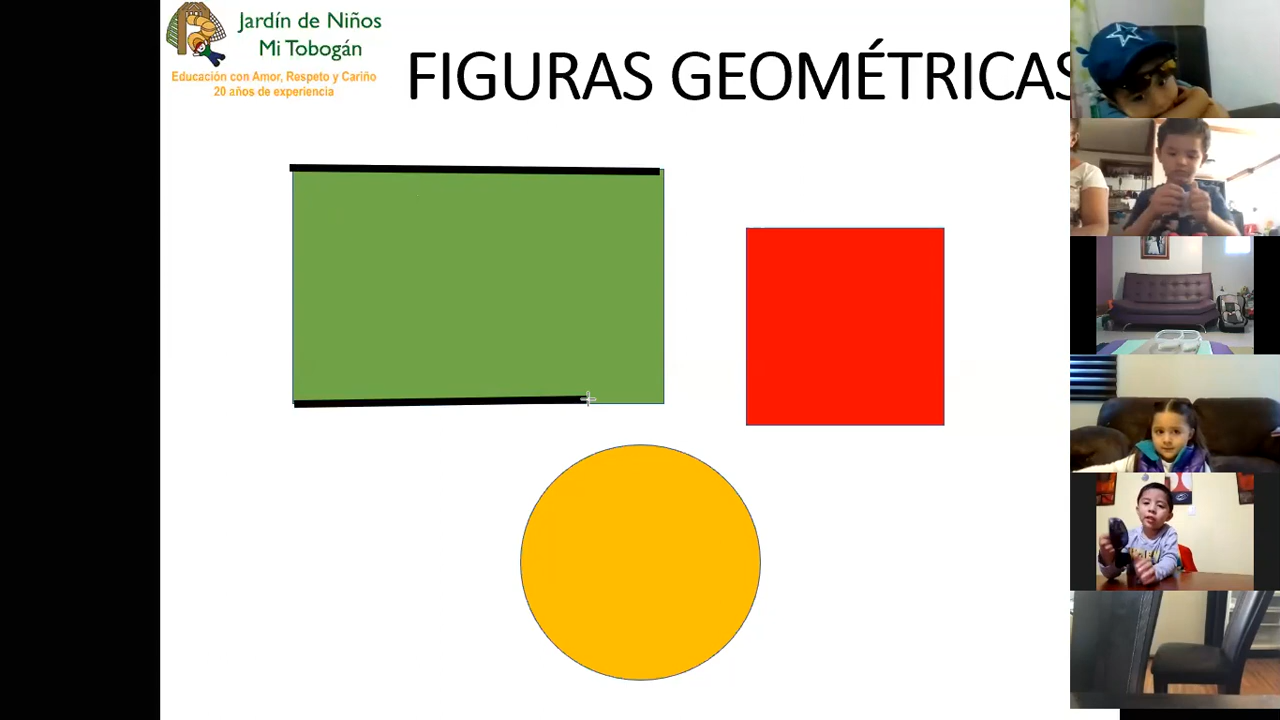 Jardín de Niños
Mi Tobogán
Educación con Amor, Respeto y Cariño
20 años de experiencia
FIGURAS GEOMÉTRICAS